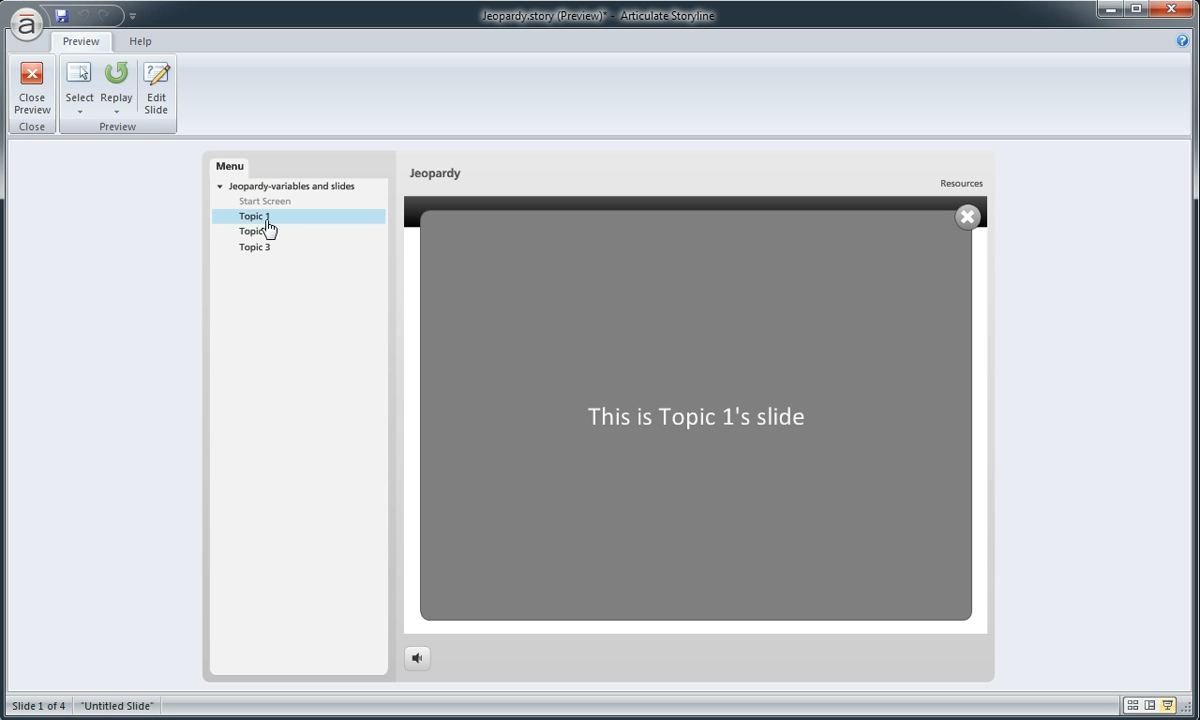 Jeopardy.story (Preview)* - Articulate Storyline
Preview
Help
Close Preview
Select
Replay
Edit Slide
Close
Preview
Menu
Jeopardy-variables and slides
Start Screen
Topic 1
Topic
Topic 3
Jeopardy
Resources
This is Topic 1's slide
Slide 1 of 4
"Untitled Slide"